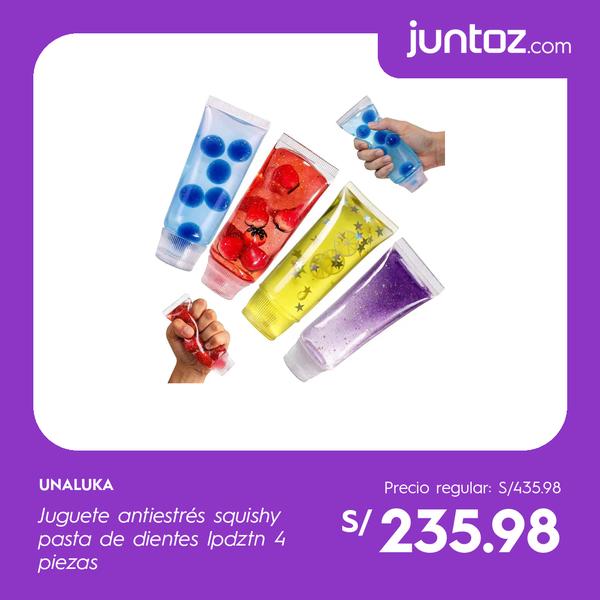 juntoz.com
UNALUKA
Juguete antiestrés squishy
pasta de dientes lpdztn 4
piezas
Precio regular: S/435.98
S/ 235.98